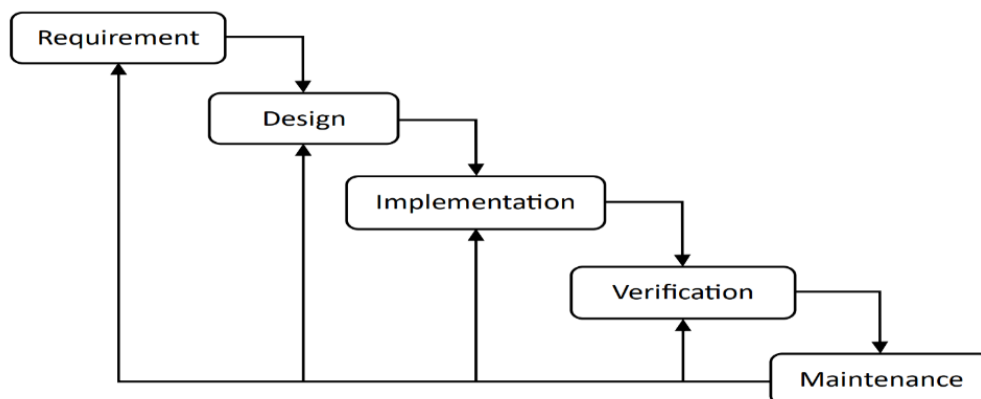 Requirement
Design
Implementation
Verification
Maintenance